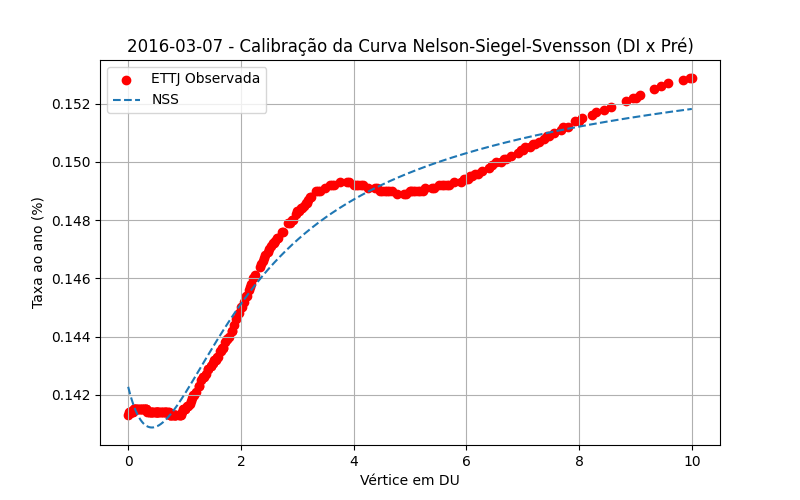 2016-03-07 - Calibração da Curva Nelson-Siegel-Svensson (DI x Pré)
ETTJ Observada
NSS
Taxa ao ano (%)
0.152
0.150
0.148
0.146
0.144
0.142
0 2 4 6 8 10
Vértice em DU